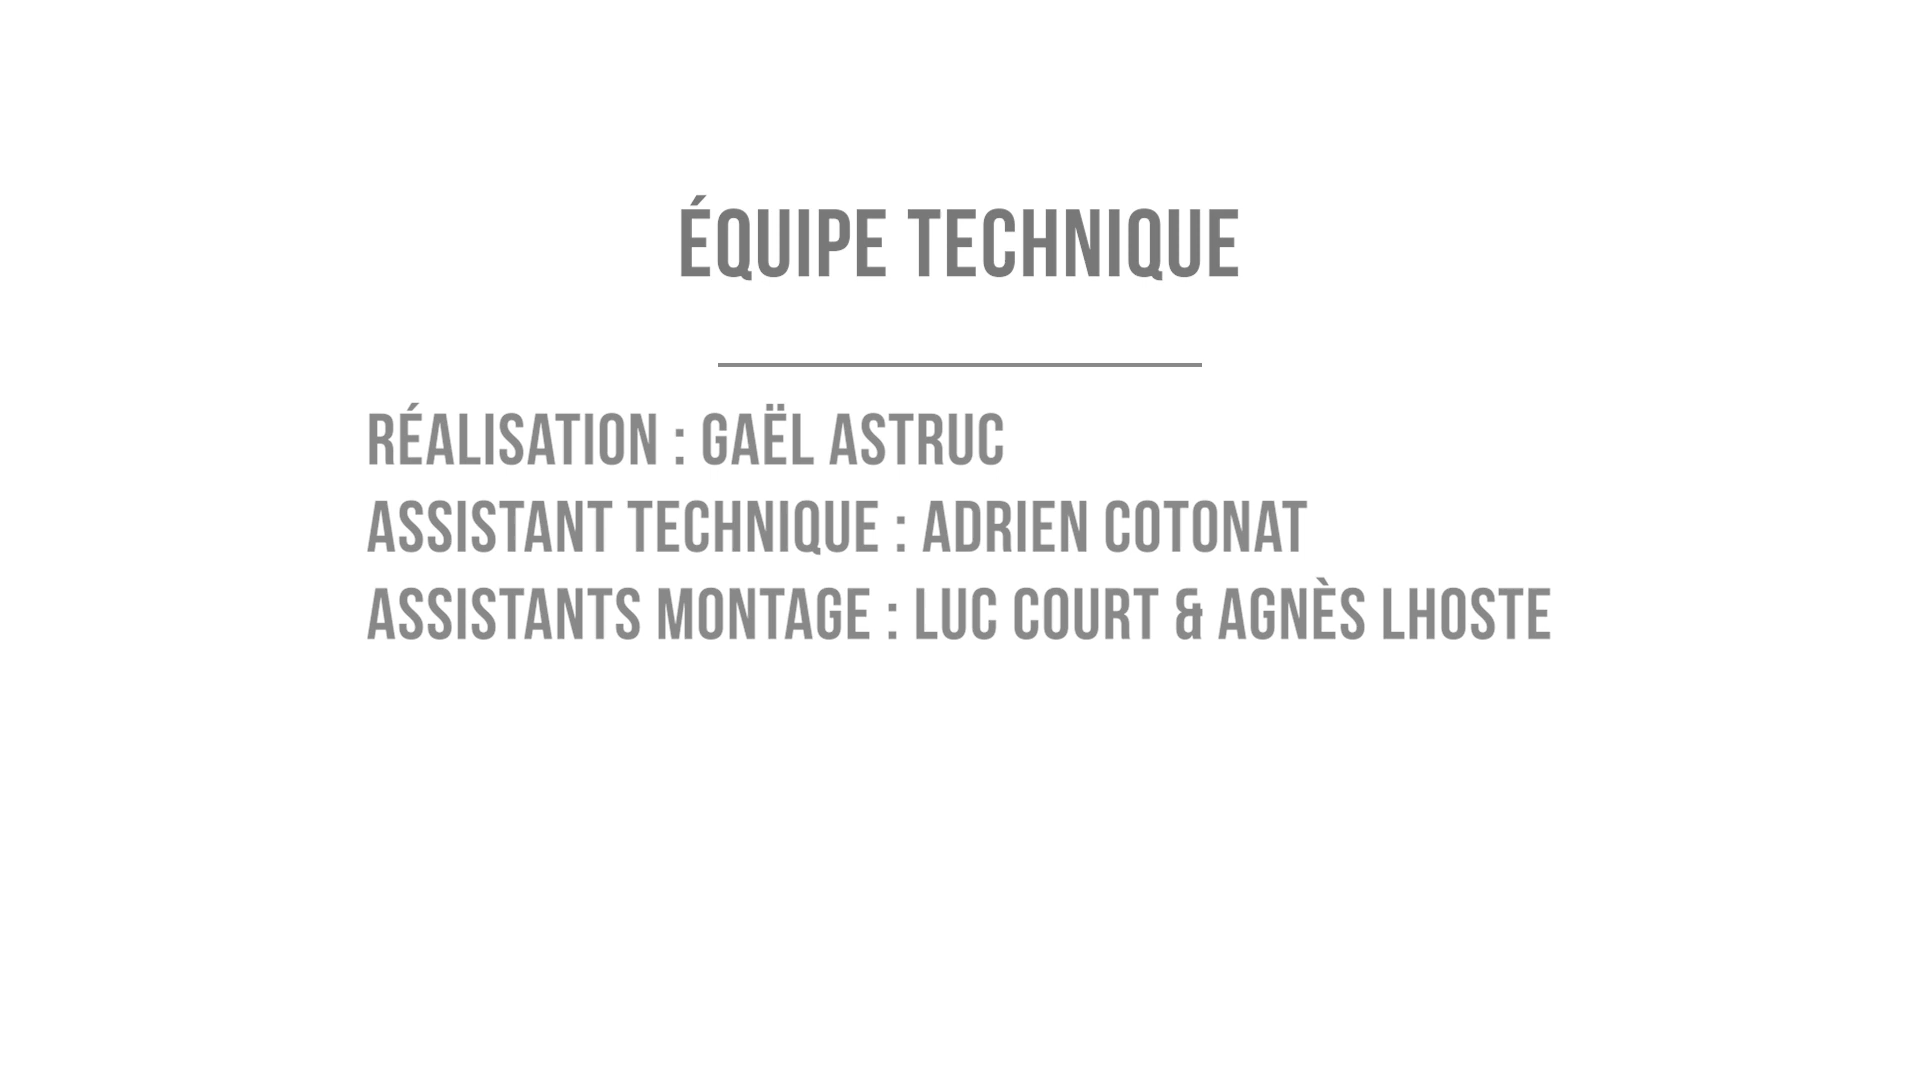 ÉQUIPE TECHNIQUE
RÉALISATION : GAËL ASTRUC
ASSISTANT TECHNIQUE : ADRIEN COTONAT
ASSISTANTS MONTAGE : LUC COURT & AGNÈS LHOSTE